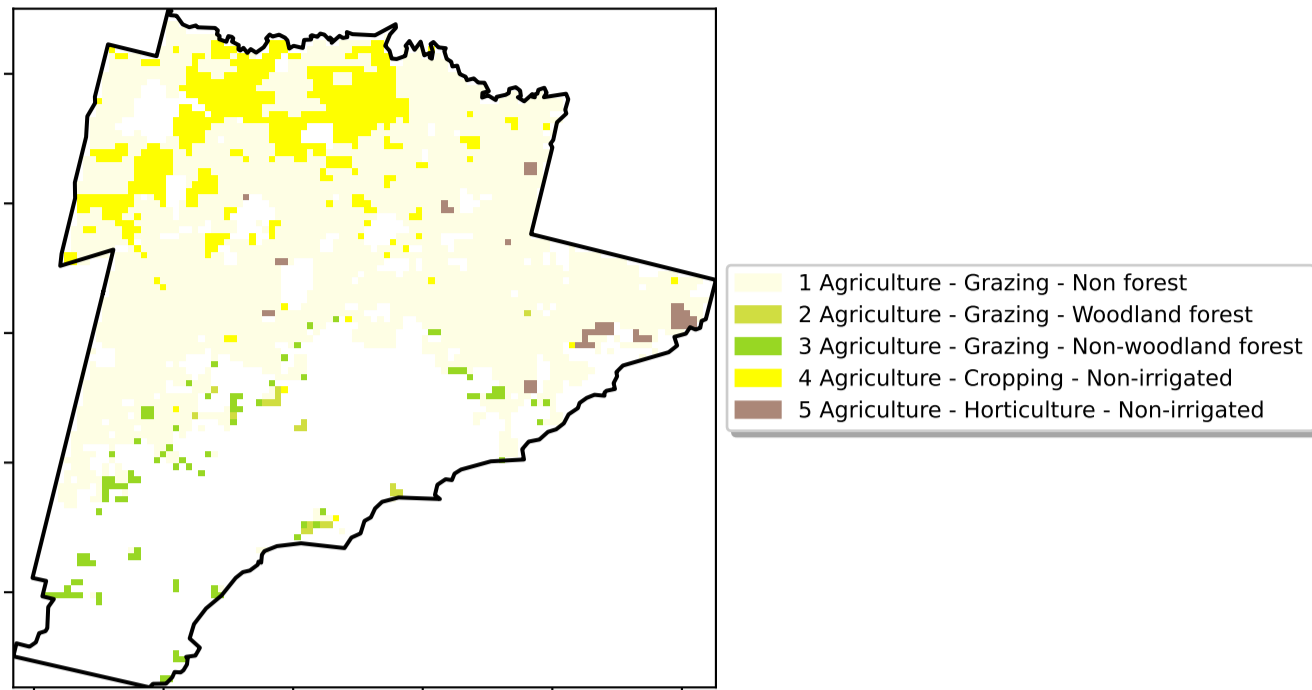 1 Agriculture - Grazing - Non forest
2 Agriculture - Grazing - Woodland forest
3 Agriculture - Grazing - Non-woodland forest
4 Agriculture - Cropping - Non-irrigated
5 Agriculture - Horticulture - Non-irrigated